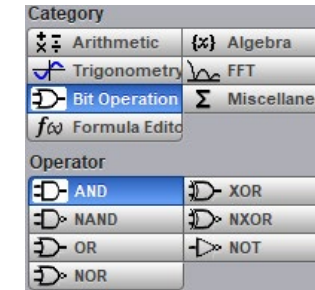 Category
Arithmetic {x} Algebra
Trigonometry FFT
Bit Operation Σ Miscellane
f∞ Formula Edito
Operator
AND XOR
NAND NXOR
OR NOT
NOR